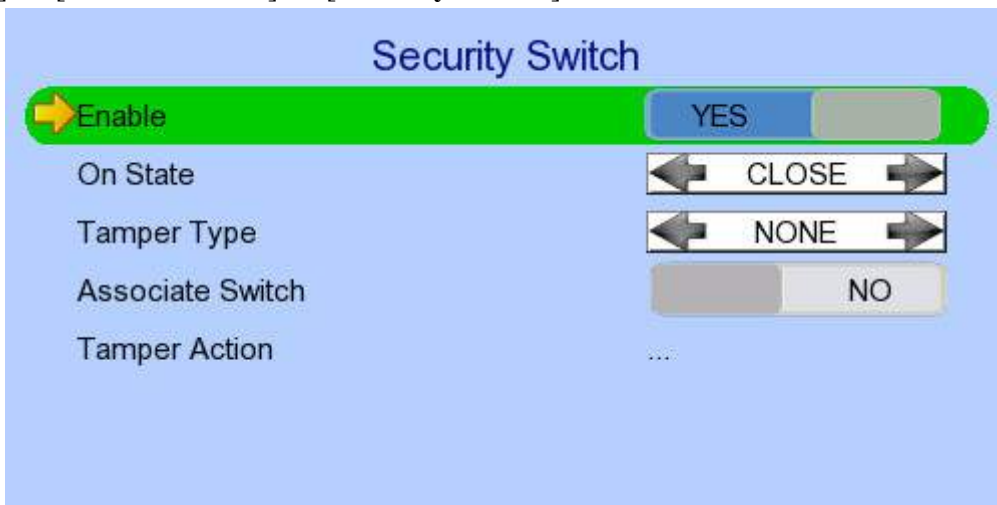 Security Switch
Enable YES
On State CLOSE
Tamper Type NONE
Associate Switch NO
Tamper Action ...